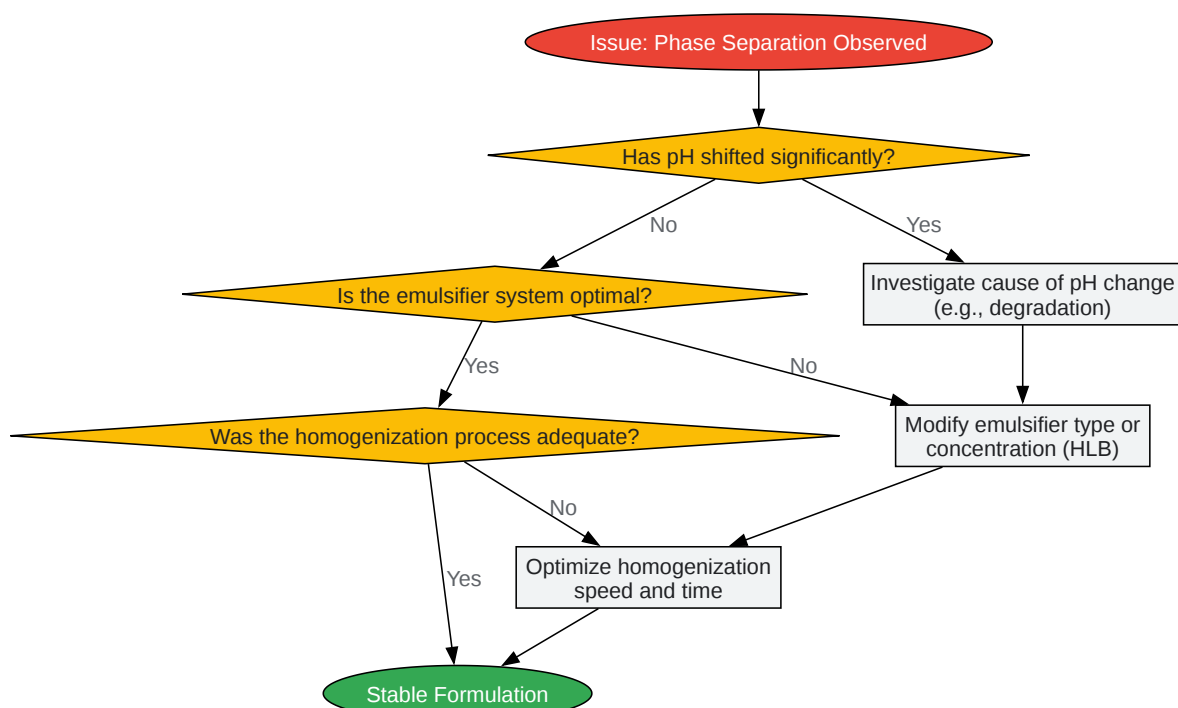 Issue: Phase Separation Observed
Has pH shifted significantly?
No
Yes
Is the emulsifier system optimal?
Investigate cause of pH change
(e.g., degradation)
Yes
No
Was the homogenization process adequate?
Modify emulsifier type or
concentration (HLB)
No
Yes
Optimize homogenization
speed and time
Stable Formulation